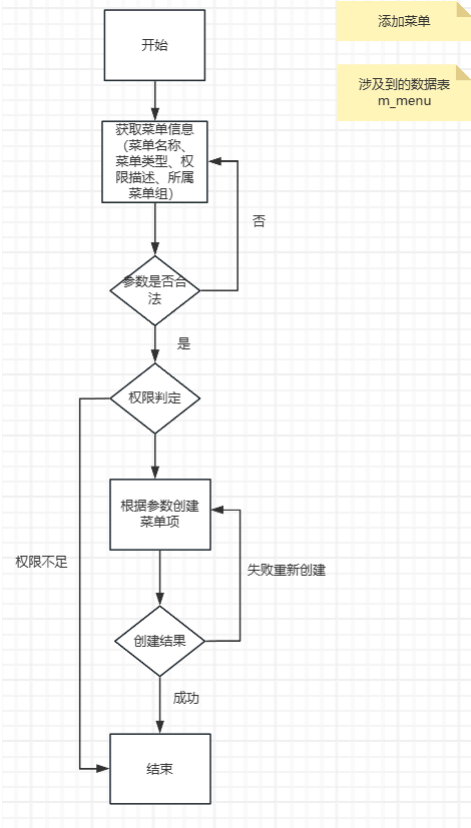 添加菜单
开始
涉及到的数据表
m_menu
获取菜单信息
（菜单名称、
菜单类型、权
限描述、所属
菜单组）
否
参数是否合
法
是
权限判定
根据参数创建
菜单项
权限不足
失败重新创建
创建结果
成功
结束